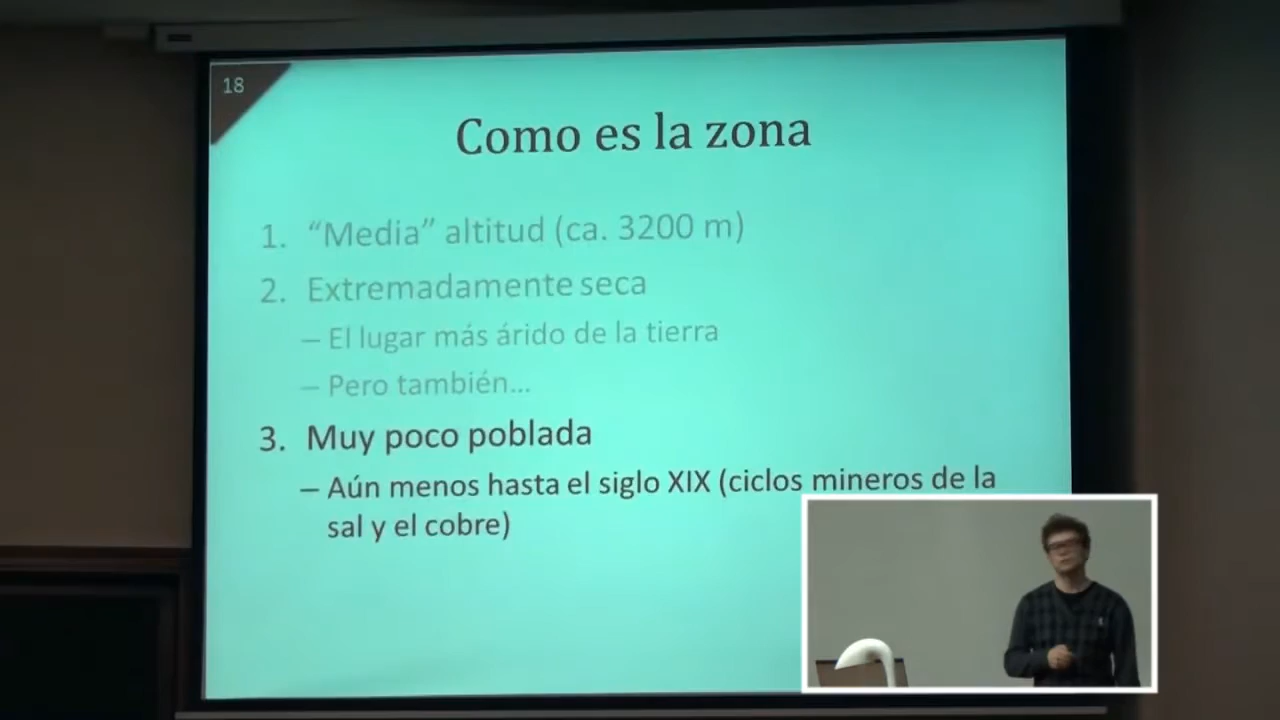 18
Como es la zona
1. “Media” altitud (ca. 3200 m)
2. Extremadamente seca
– El lugar más árido de la tierra
– Pero también...
3. Muy poco poblada
– Aún menos hasta el siglo XIX (ciclos mineros de la
sal y el cobre)